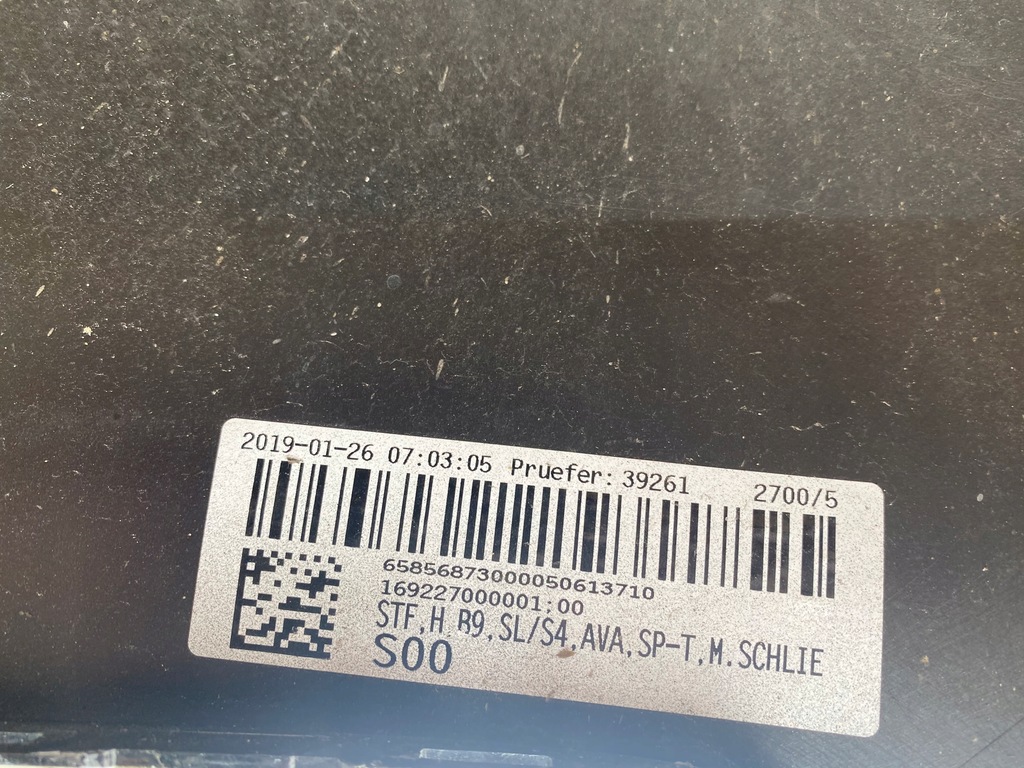 2019-01-26 07:03:05 Pruefer: 39261 2700/5
65856873000050613710
169227000001;00
STF,H B9,SL/S4,AVA,SP-T,M.SCHLIE
S00